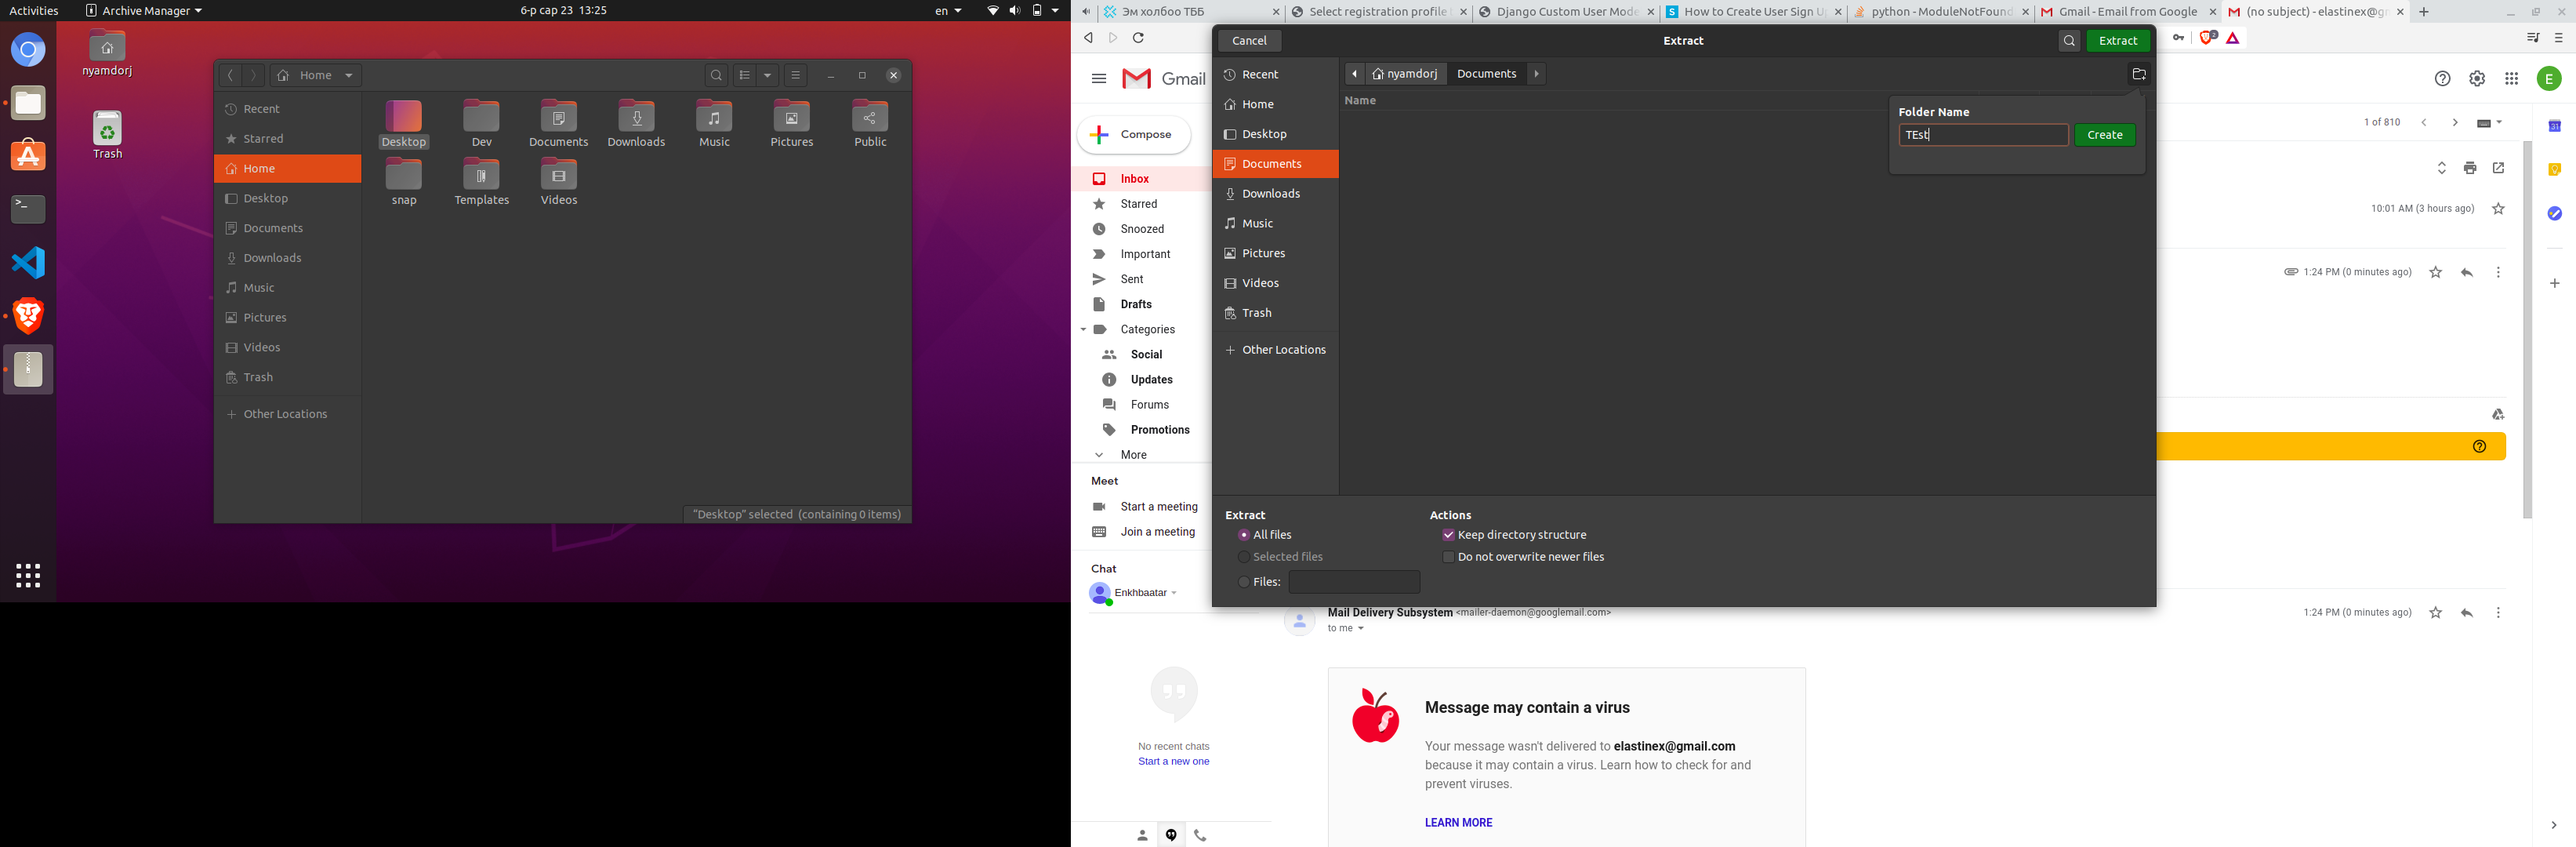 Activities
Archive Manager
6-р сар 23 13:25
en
nyamdorj
Trash
Home
Recent
Starred
Home
Desktop
Documents
Downloads
Music
Pictures
Videos
Trash
Other Locations
Desktop
Dev
Documents
Downloads
Music
Pictures
Public
snap
Templates
Videos
"Desktop" selected (containing 0 items)
Эм холбоо ТББ
Select registration profile
Django Custom User Mode
How to Create User Sign U
python - ModuleNotFound
Gmail - Email from Google
(no subject) - elastinex@gm
2
Gmail
Compose
Inbox
Starred
Snoozed
Important
Sent
Drafts
Categories
Social
Updates
Forums
Promotions
More
Meet
Start a meeting
Join a meeting
Chat
Enkhbaatar
No recent chats
Start a new one
Cancel
Extract
Extract
Recent
Home
Desktop
Documents
Downloads
Music
Pictures
Videos
Trash
Other Locations
nyamdorj
Documents
Name
Folder Name
TEst
Create
Extract
All files
Selected files
Files:
Actions
Keep directory structure
Do not overwrite newer files
E
1 of 810
31
10:01 AM (3 hours ago)
1:24 PM (0 minutes ago)
Mail Delivery Subsystem <mailer-daemon@googlemail.com>
1:24 PM (0 minutes ago)
to me
Message may contain a virus
Your message wasn't delivered to elastinex@gmail.com
because it may contain a virus. Learn how to check for and
prevent viruses.
LEARN MORE